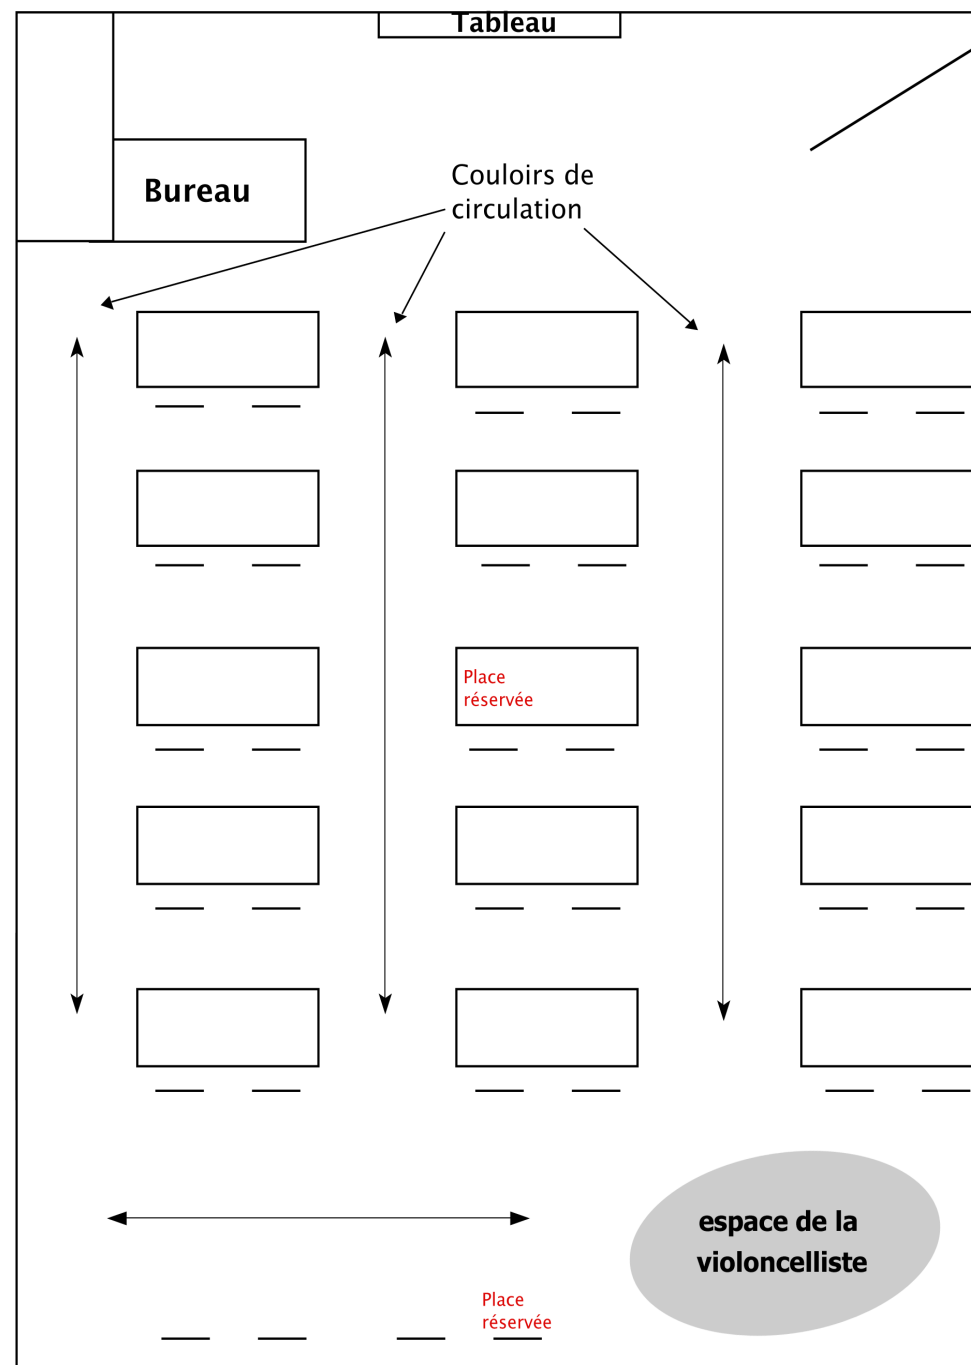 Tableau
Bureau
Couloirs de
circulation
Place
réservée
espace de la
violoncelliste
Place
réservée